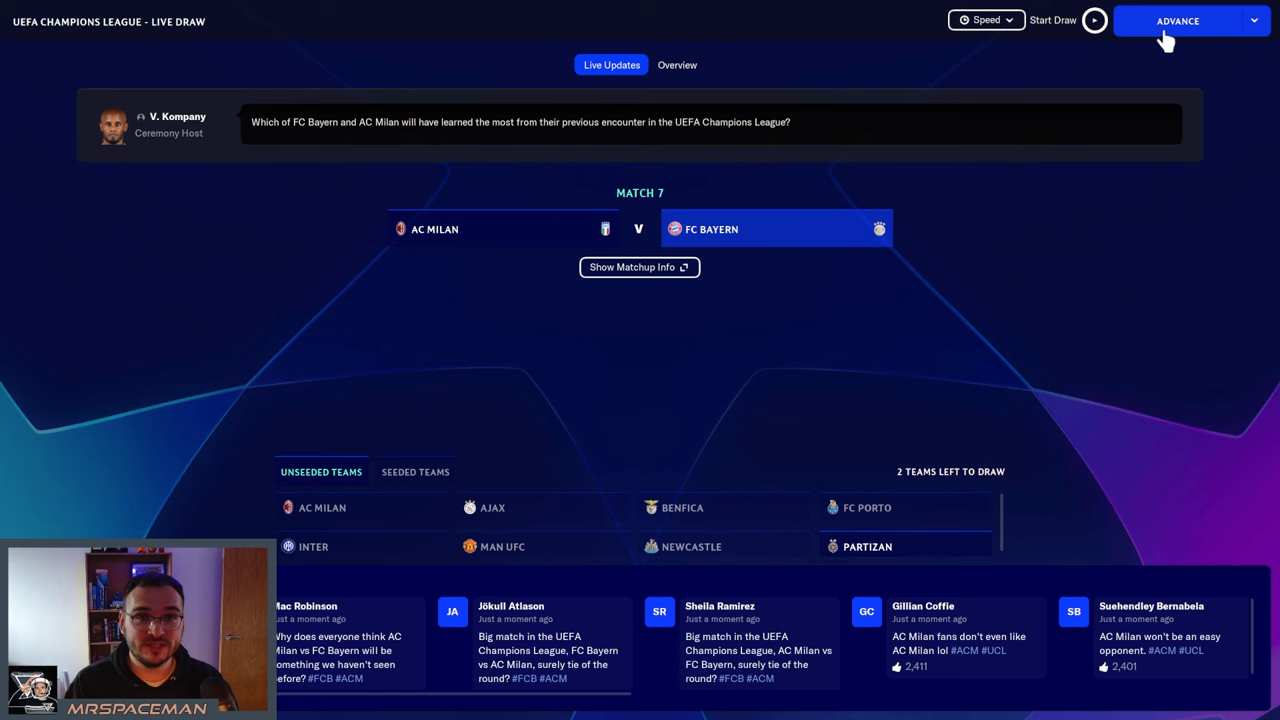 UEFA CHAMPIONS LEAGUE - LIVE DRAW
Speed
Start Draw
ADVANCE
Live Updates
Overview
V. Kompany
Ceremony Host
Which of FC Bayern and AC Milan will have learned the most from their previous encounter in the UEFA Champions League?
MATCH 7
AC MILAN
V
FC BAYERN
Show Matchup Info
UNSEEDED TEAMS
SEEDED TEAMS
2 TEAMS LEFT TO DRAW
AC MILAN
AJAX
BENFICA
FC PORTO
INTER
MAN UFC
NEWCASTLE
PARTIZAN
Mac Robinson
ust a moment ago
Why does everyone think AC
Milan vs FC Bayern will be
something we haven't seen
before? #FCB #ACM
JA
Jökull Atlason
Just a moment ago
Big match in the UEFA
Champions League, FC Bayern
vs AC Milan, surely tie of the
round? #FCB #ACM
SR
Sheila Ramirez
Just a moment ago
Big match in the UEFA
Champions League, AC Milan vs
FC Bayern, surely tie of the
round? #FCB #ACM
GC
Gillian Coffie
Just a moment ago
AC Milan fans don't even like
AC Milan lol #ACM #UCL
2,411
SB
Suehendley Bernabela
Just a moment ago
AC Milan won't be an easy
opponent. #ACM #UCL
2,401
MRSPACEMAN